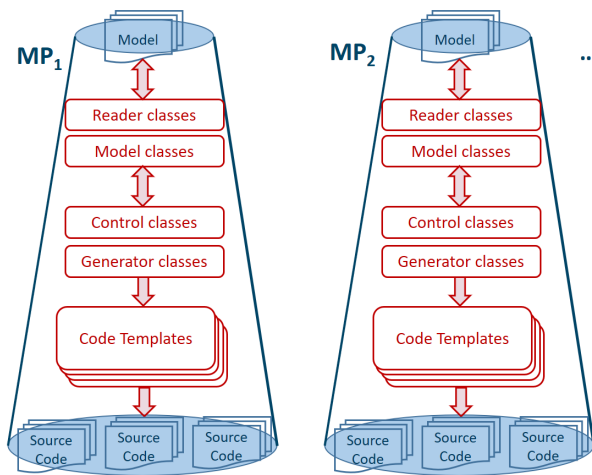 Model
MP1
Reader classes
Model classes
Control classes
Generator classes
Code Templates
Source
Code
Source
Code
Source
Code
Model
MP2
..
Reader classes
Model classes
Control classes
Generator classes
Code Templates
Source
Code
Source
Code
Source
Code